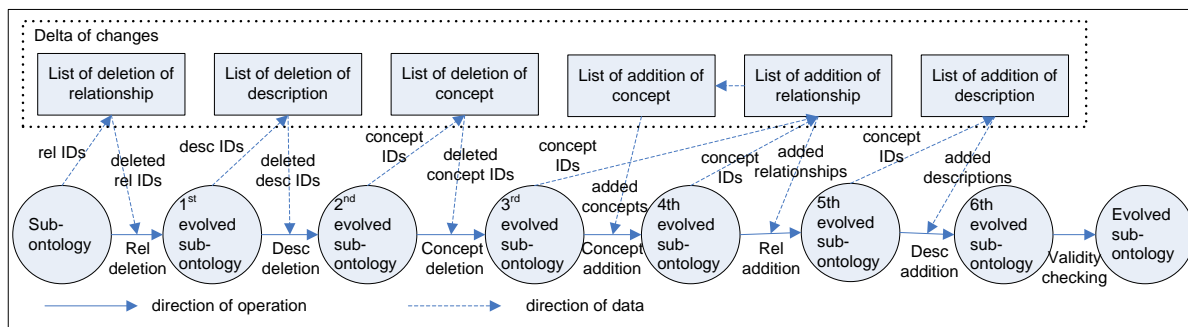 Delta of changes
List of deletion of
relationship
List of deletion of
description
List of deletion of
concept
List of addition of
concept
List of addition of
relationship
List of addition of
description
rel IDs
deleted
rel IDs
desc IDs
deleted
desc IDs
concept
IDs
deleted
concept IDs
concept
IDs
added
concepts
concept
IDs
added
relationships
concept
IDs
added
descriptions
Sub-
ontology
Rel
deletion
1st
evolved
sub-
ontology
Desc
deletion
2nd
evolved
sub-
ontology
Concept
deletion
3rd
evolved
sub-
ontology
Concept
addition
4th
evolved
sub-
ontology
Rel
addition
5th
evolved
sub-
ontology
Desc
addition
6th
evolved
sub-
ontology
Validity
checking
Evolved
sub-
ontology
direction of operation
direction of data